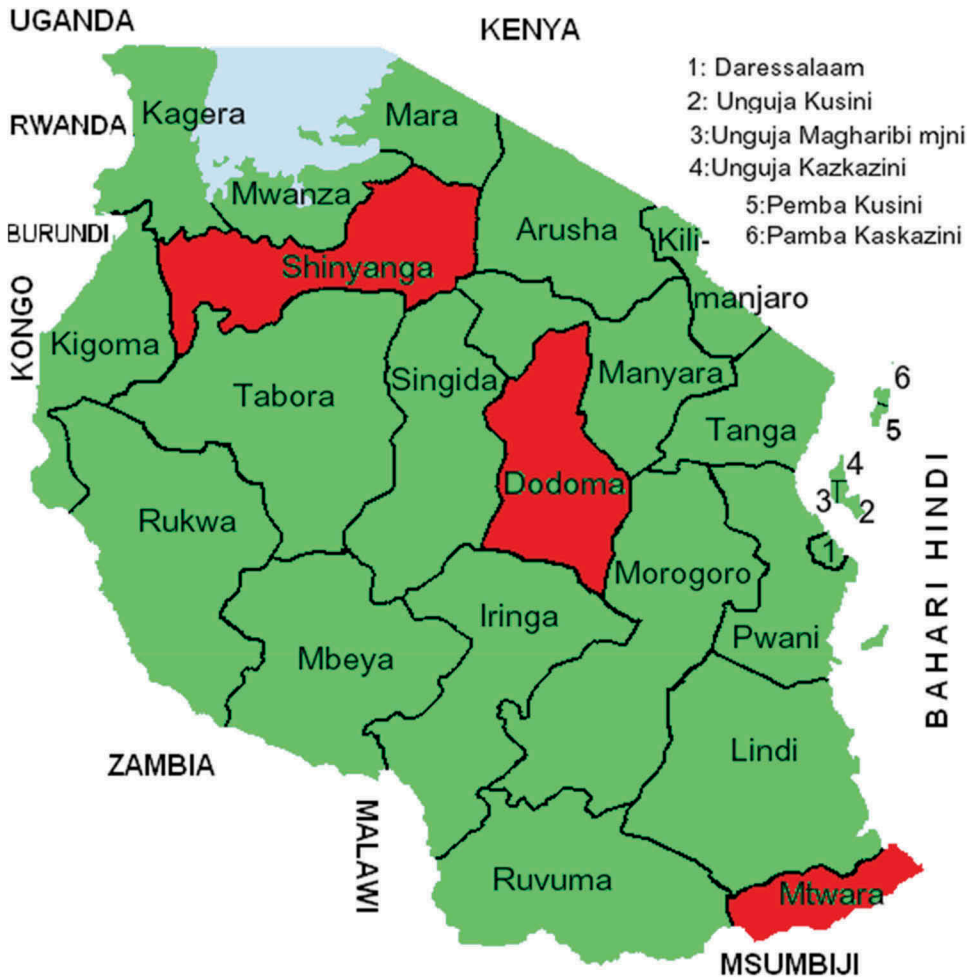 UGANDA
KENYA
1: Daressalaam
2: Unguja Kusini
3:Unguja Magharibi mjni
4:Unguja Kazkazini
5:Pemba Kusini
6:Pamba Kaskazini
RWANDA
BURUNDI
KONGO
Kagera
Mara
Mwanza
Arusha
Kili-
manjaro
Shinyanga
Kigoma
Tabora
Singida
Manyara
Tanga
6
5
4
3
2
1
Dodoma
Rukwa
Morogoro
Iringa
Pwani
Mbeya
BAHARI HINDI
Lindi
ZAMBIA
MALAWI
Ruvuma
Mtwara
MSUMBIJI